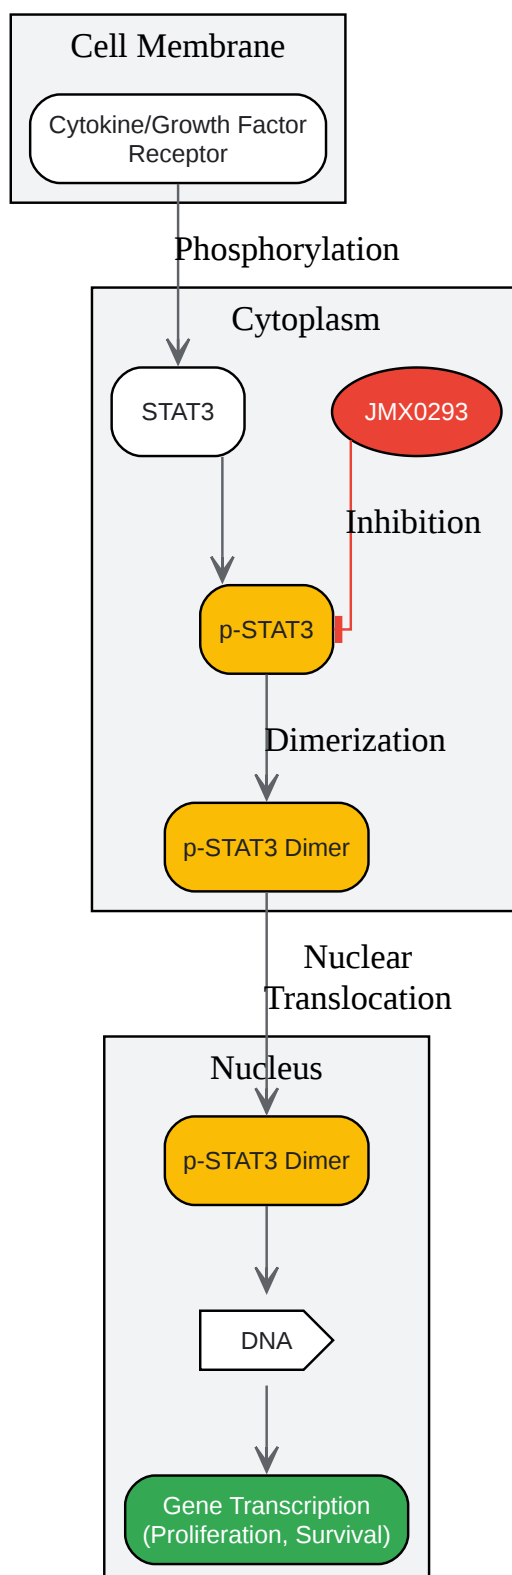 Cell Membrane
Cytokine/Growth Factor
Receptor
Phosphorylation
Cytoplasm
STAT3
JMX0293
Inhibition
p-STAT3
Dimerization
p-STAT3 Dimer
Nuclear
Translocation
Nucleus
p-STAT3 Dimer
DNA
Gene Transcription
(Proliferation, Survival)